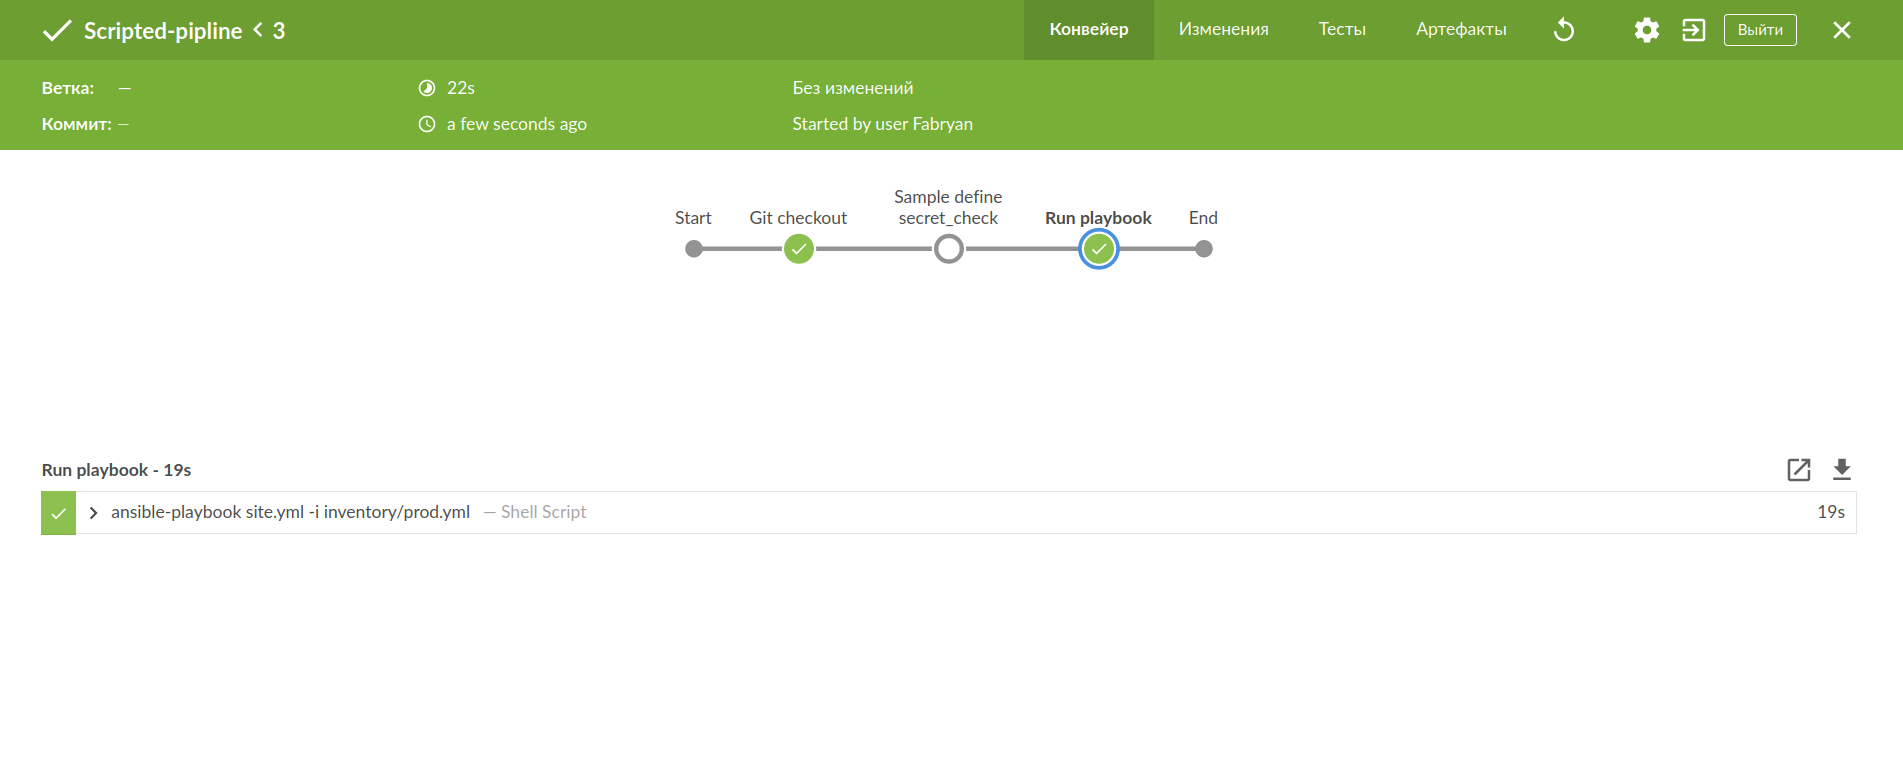 Scripted-pipline < 3
Конвейер
Изменения
Тесты
Артефакты
Выйти
Ветка: —
22s
Без изменений
Коммит: —
a few seconds ago
Started by user Fabryan
Start
Git checkout
Sample define
secret_check
Run playbook
End
Run playbook - 19s
ansible-playbook site.yml -i inventory/prod.yml — Shell Script
19s